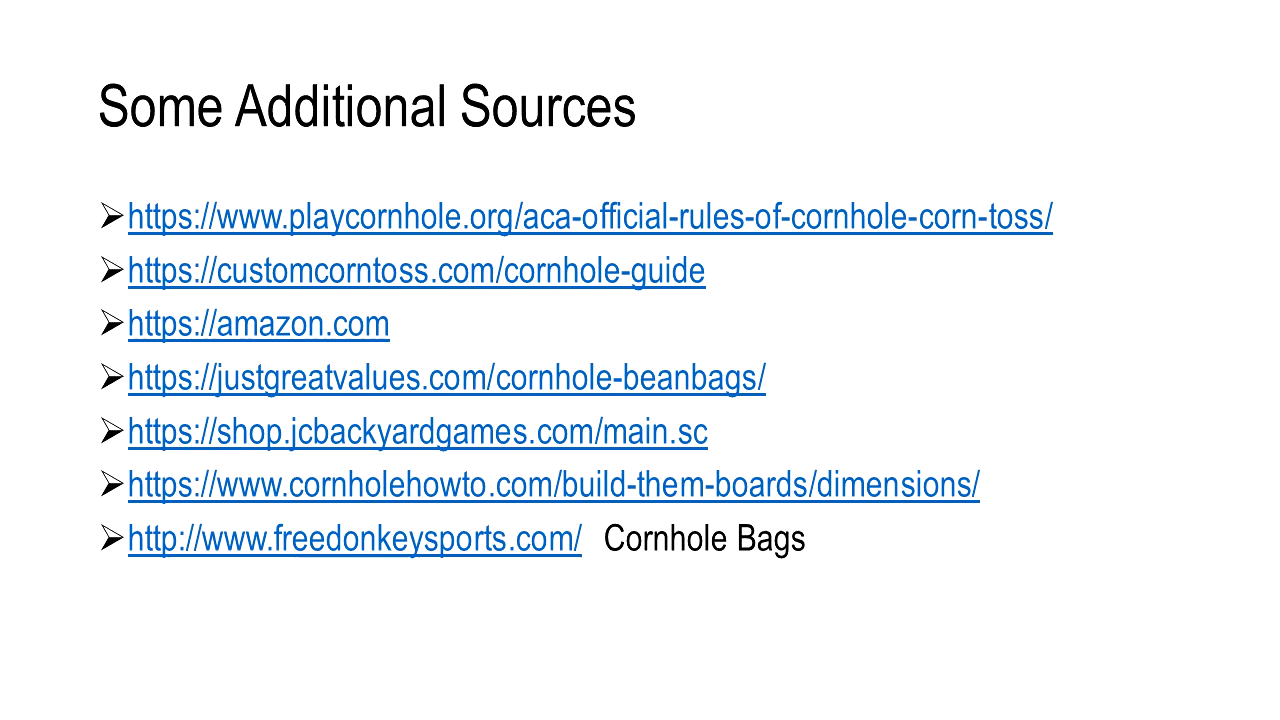 Some Additional Sources
➢https://www.playcornhole.org/aca-official-rules-of-cornhole-corn-toss/
➢https://customcorntoss.com/cornhole-guide
➢https://amazon.com
➢https://justgreatvalues.com/cornhole-beanbags/
➢https://shop.jcbackyardgames.com/main.sc
➢https://www.cornholehowto.com/build-them-boards/dimensions/
➢http://www.freedonkeysports.com/ Cornhole Bags